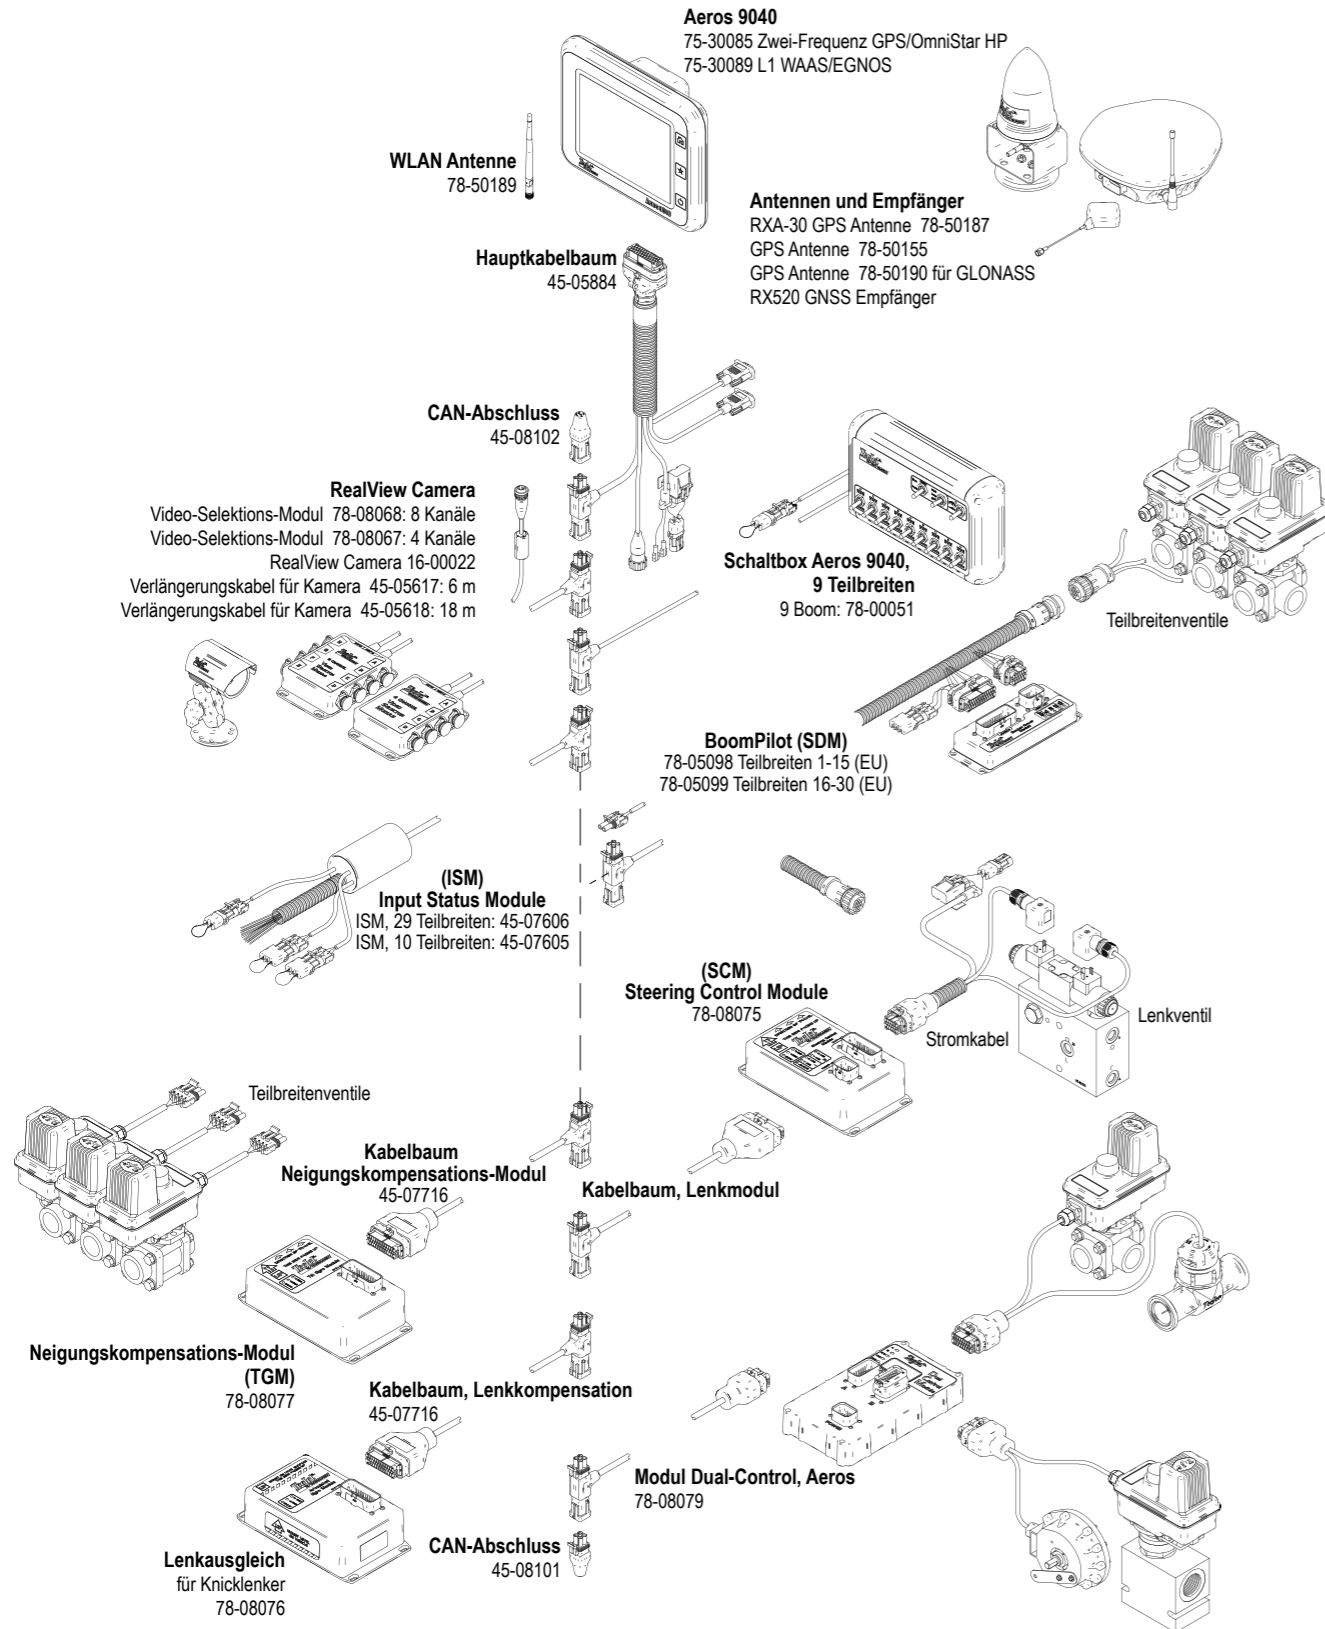 Aeros 9040
75-30085 Zwei-Frequenz GPS/OmniStar HP
75-30089 L1 WAAS/EGNOS
WLAN Antenne
78-50189
Antennen und Empfänger
RXA-30 GPS Antenne 78-50187
GPS Antenne 78-50155
GPS Antenne 78-50190 für GLONASS
RX520 GNSS Empfänger
Hauptkabelbaum
45-05884
CAN-Abschluss
45-08102
RealView Camera
Video-Selektions-Modul 78-08068: 8 Kanäle
Video-Selektions-Modul 78-08067: 4 Kanäle
RealView Camera 16-00022
Verlängerungskabel für Kamera 45-05617: 6 m
Verlängerungskabel für Kamera 45-05618: 18 m
Schaltbox Aeros 9040,
9 Teilbreiten
9 Boom: 78-00051
Teilbreitenventile
BoomPilot (SDM)
78-05098 Teilbreiten 1-15 (EU)
78-05099 Teilbreiten 16-30 (EU)
(ISM)
Input Status Module
ISM, 29 Teilbreiten: 45-07606
ISM, 10 Teilbreiten: 45-07605
(SCM)
Steering Control Module
78-08075
Stromkabel
Lenkventil
Teilbreitenventile
Kabelbaum
Neigungskompensations-Modul
45-07716
Kabelbaum, Lenkmodul
Neigungskompensations-Modul
(TGM)
78-08077
Kabelbaum, Lenkkompensation
45-07716
Modul Dual-Control, Aeros
78-08079
Lenkausgleich
für Knicklenker
78-08076
CAN-Abschluss
45-08101